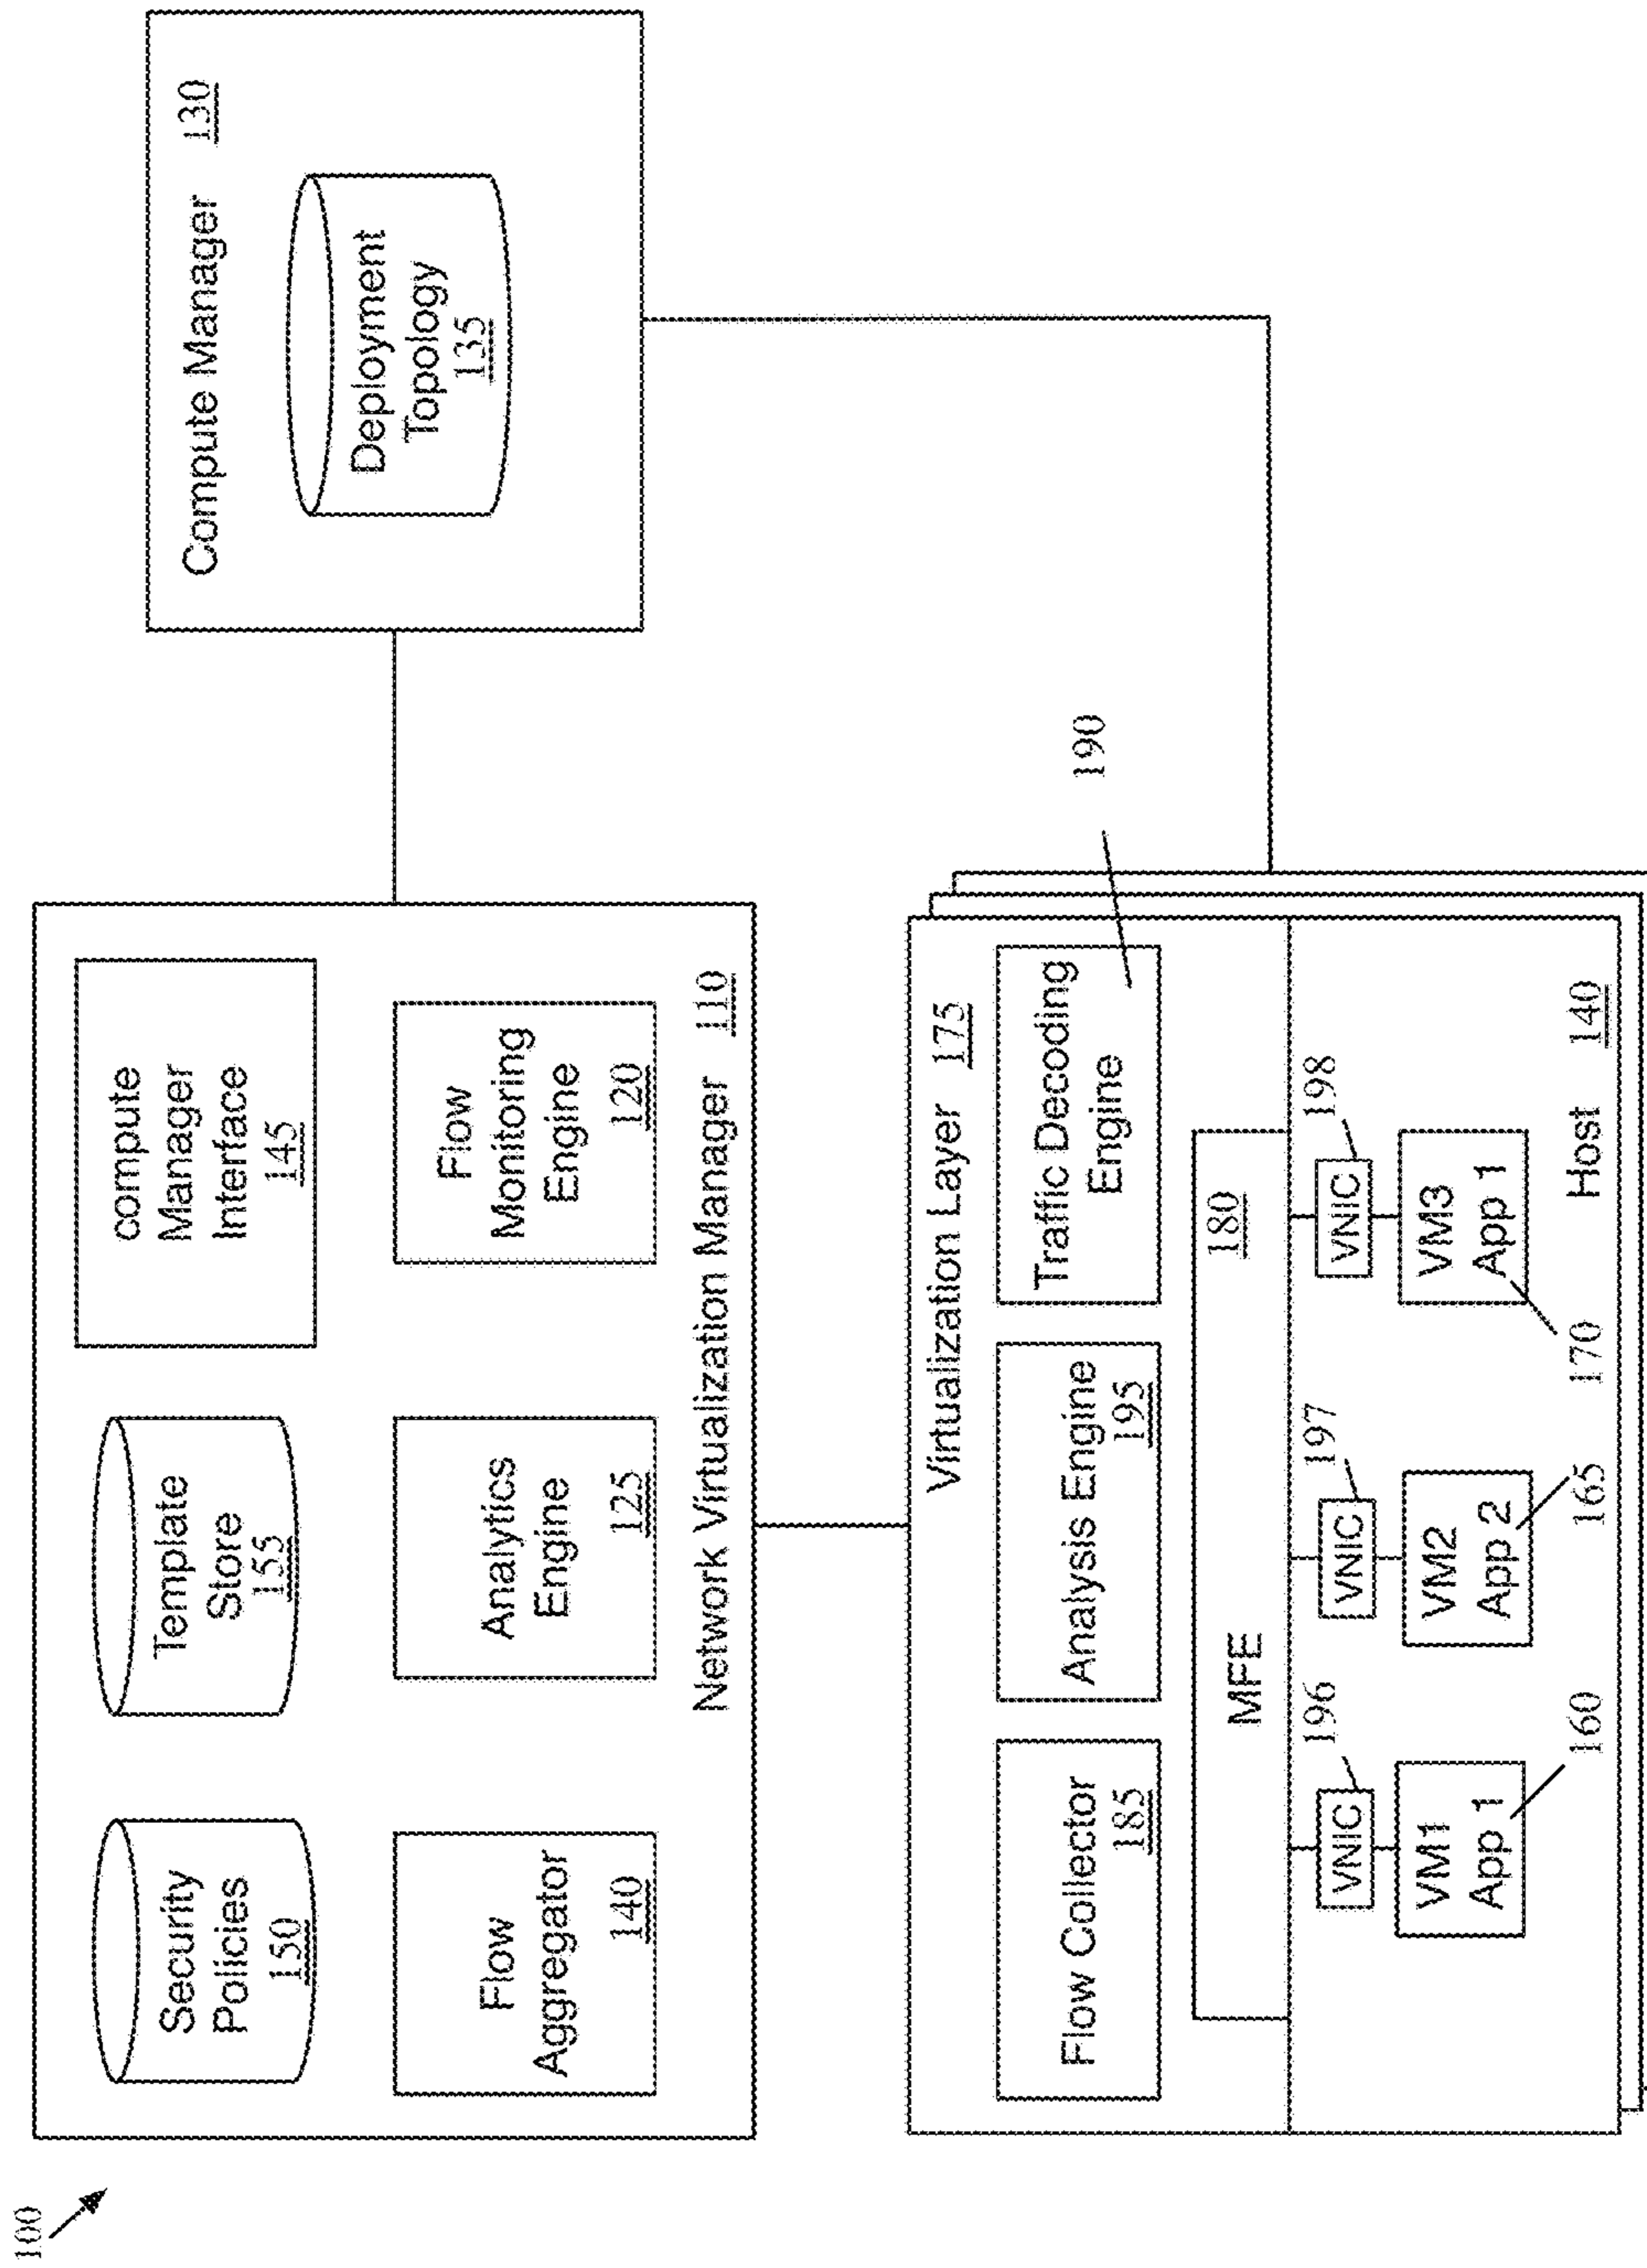 100
Security
Policies
150
Template
Store
155
compute
Manager
Interface
145
Flow
Aggregator
140
Analytics
Engine
125
Flow
Monitoring
Engine
120
Network Virtualization Manager 110
Compute Manager 130
Deployment
Topology
135
Virtualization Layer 175
Flow Collector
185
Analysis Engine
195
Traffic Decoding
Engine
190
MFE 180
VNIC 196
VNIC 197
VNIC 198
VM1
App 1
160
VM2
App 2
165
VM3
App 1
170
Host 140